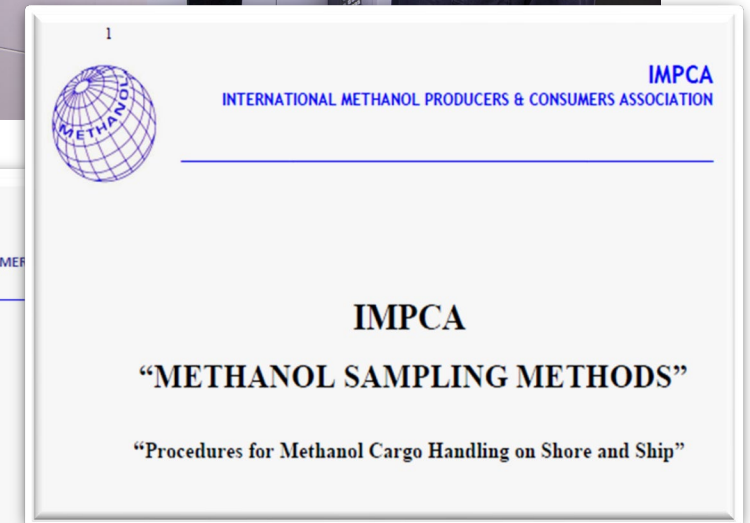 1
METHANOL
IMPCA
INTERNATIONAL METHANOL PRODUCERS & CONSUMERS ASSOCIATION
IMPCA
“METHANOL SAMPLING METHODS”
“Procedures for Methanol Cargo Handling on Shore and Ship”